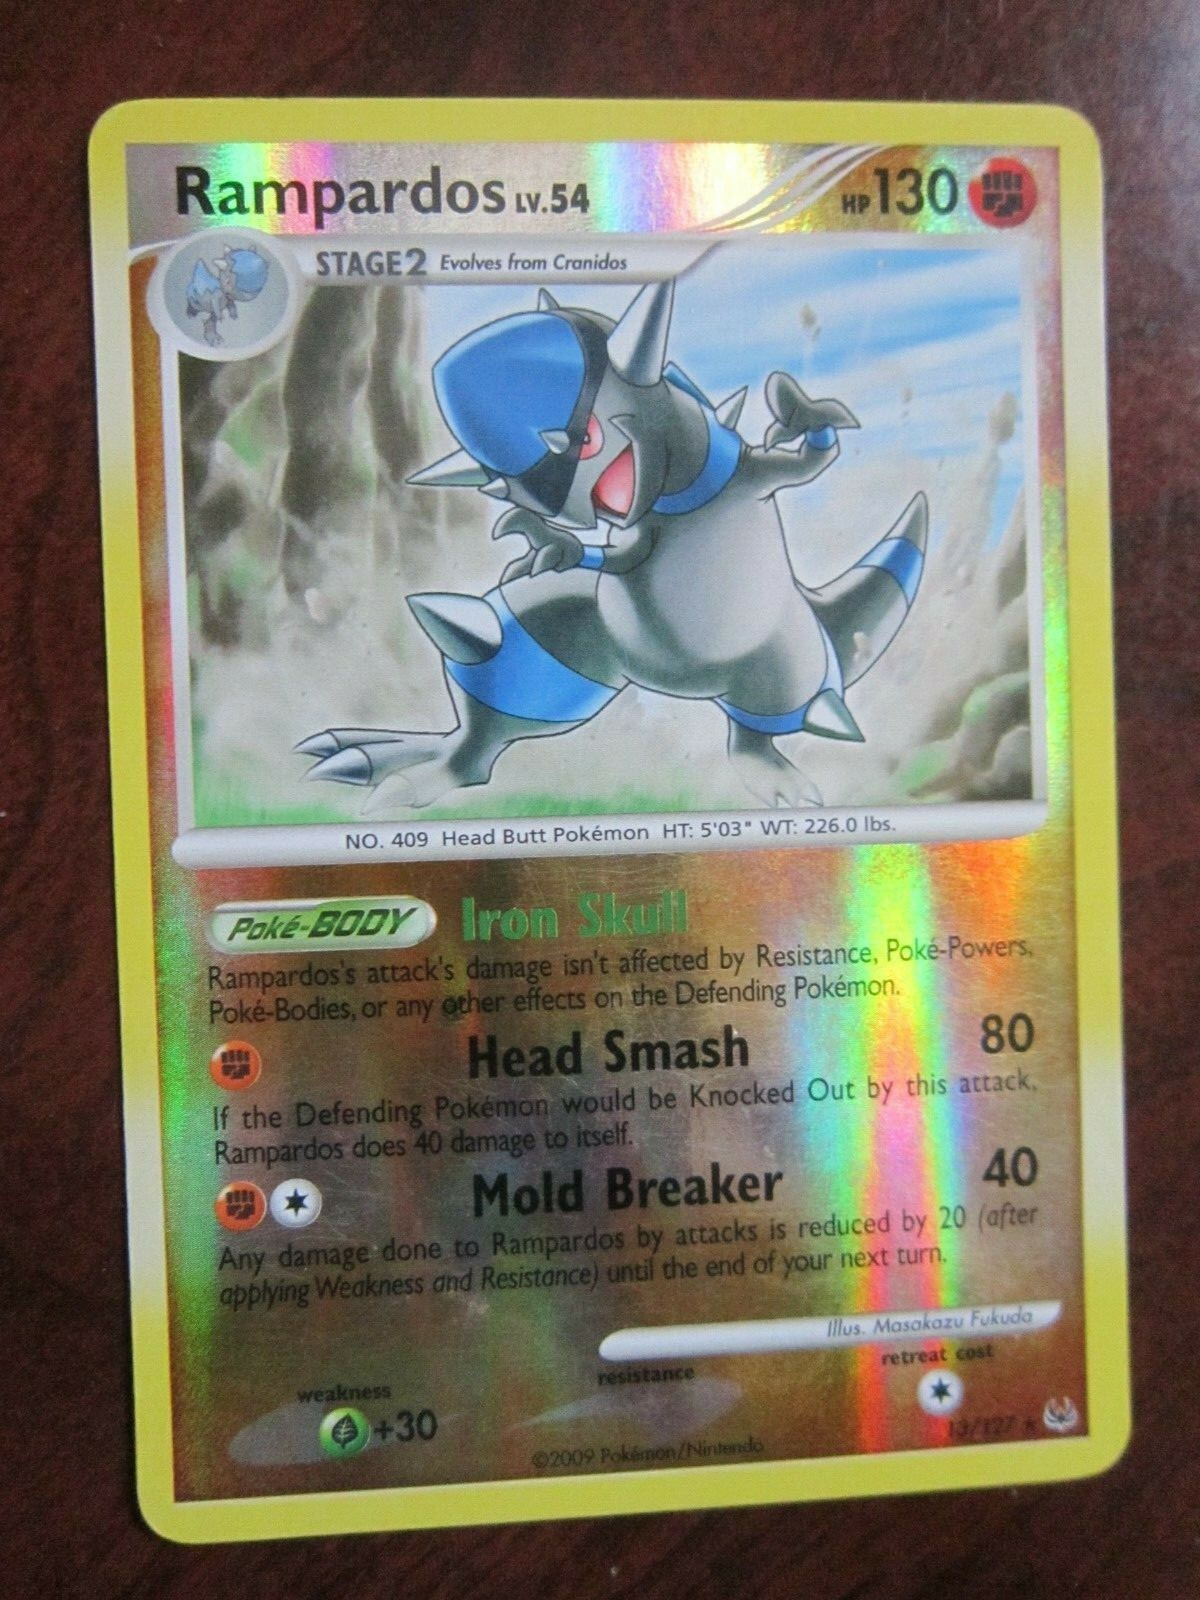 Rampardos LV.54 HP 130
STAGE2 Evolves from Cranidos
NO. 409 Head Butt Pokémon HT: 5'03" WT: 226.0 lbs.
Poké-BODY Iron Skull
Rampardos's attack's damage isn't affected by Resistance, Poké-Powers,
Poké-Bodies, or any other effects on the Defending Pokémon.
Head Smash 80
If the Defending Pokémon would be Knocked Out by this attack,
Rampardos does 40 damage to itself.
Mold Breaker 40
Any damage done to Rampardos by attacks is reduced by 20 (after
applying Weakness and Resistance) until the end of your next turn.
Illus. Masakazu Fukuda
weakness resistance retreat cost
+30
13/127 ★
©2009 Pokémon/Nintendo